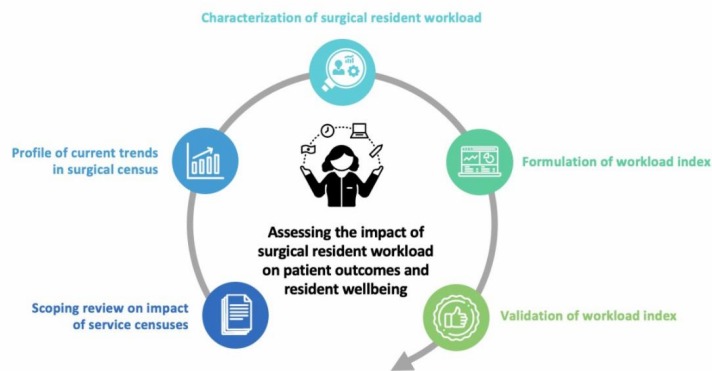 Characterization of surgical resident workload
Profile of current trends
in surgical census
Formulation of workload index
Assessing the impact of
surgical resident workload
on patient outcomes and
resident wellbeing
Scoping review on impact
of service censuses
Validation of workload index